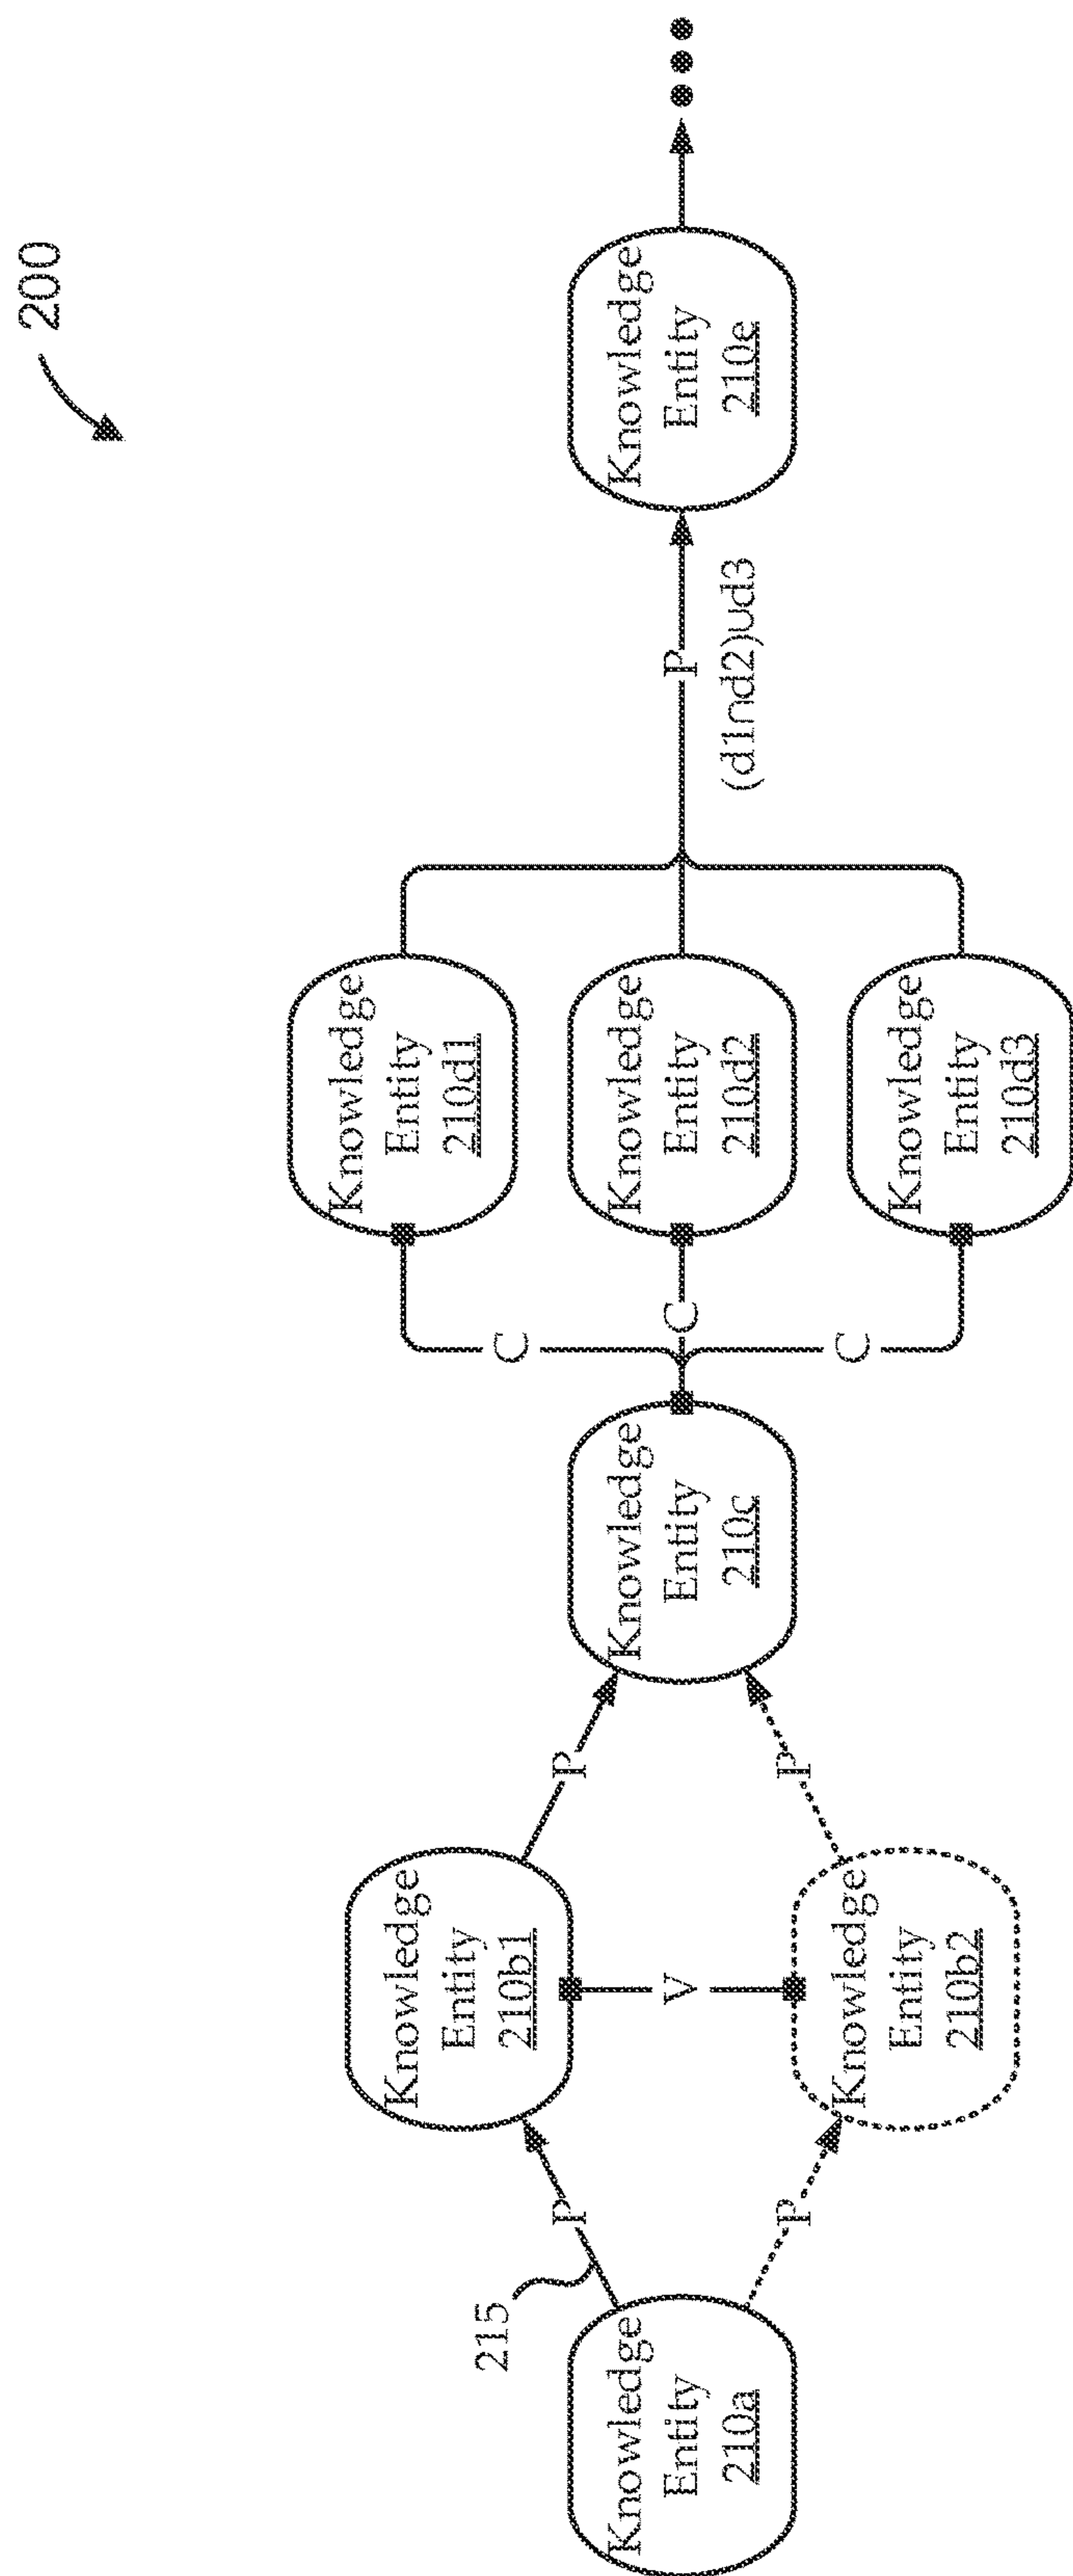 200
Knowledge
Entity
210a
215
P
P
Knowledge
Entity
210b1
V
Knowledge
Entity
210b2
P
P
Knowledge
Entity
210c
C
C
C
Knowledge
Entity
210d1
Knowledge
Entity
210d2
Knowledge
Entity
210d3
P
(d1∩d2)∪d3
Knowledge
Entity
210e